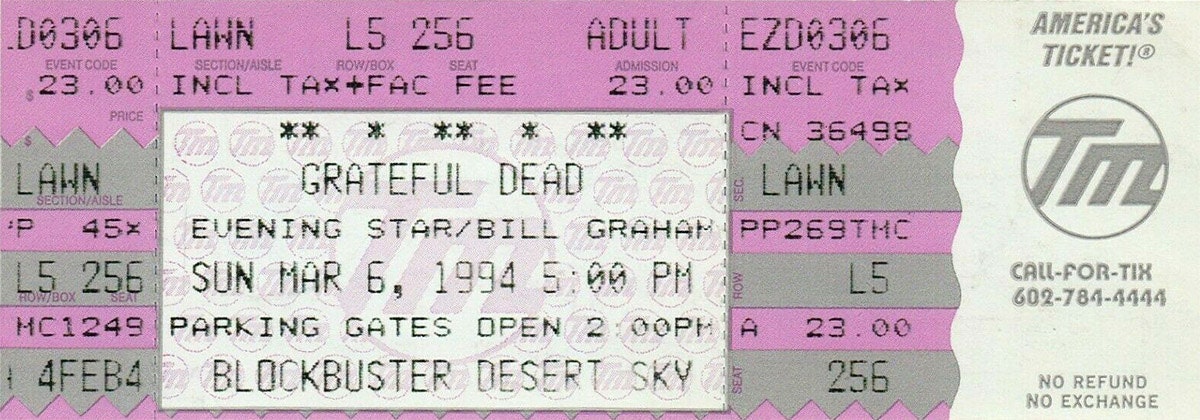 .D0306 LAWN L5 256 ADULT EZD0306
EVENT CODE SECTION/AISLE ROW/BOX SEAT ADMISSION EVENT CODE
$23.00 INCL TAX+FAC FEE 23.00 INCL TAX
PRICE
$
** * ** * **
CN 36498
LAWN
SECTION/AISLE
P 45X
L5 256
ROW/BOX SEAT
MC1249
4FEB4
GRATEFUL DEAD
EVENING STAR/BILL GRAHAM
SUN MAR 6, 1994 5:00 PM
PARKING GATES OPEN 2 00PM
BLOCKBUSTER DESERT SKY
SEC. LAWN
PP269TMC
ROW L5
A 23.00
SEAT 256
AMERICA'S
TICKET!®
Tm
CALL-FOR-TIX
602-784-4444
NO REFUND
NO EXCHANGE